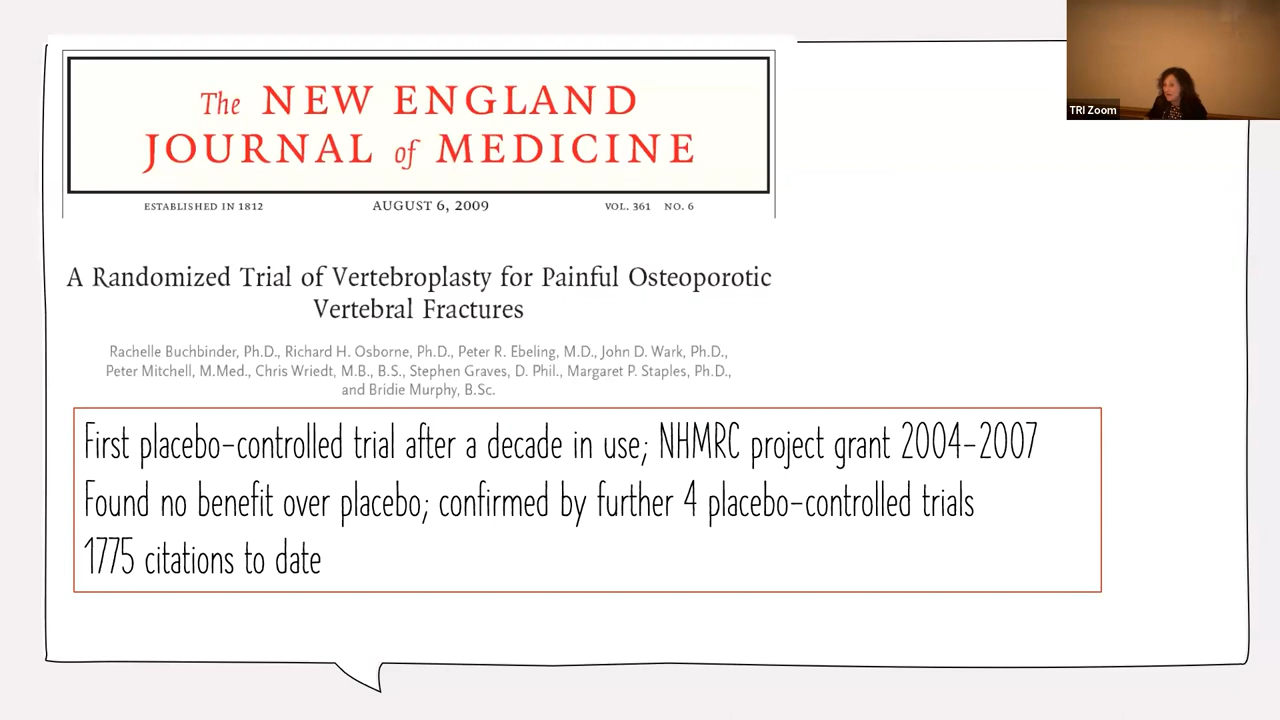 The NEW ENGLAND
JOURNAL of MEDICINE
ESTABLISHED IN 1812 AUGUST 6, 2009 VOL. 361 NO. 6
A Randomized Trial of Vertebroplasty for Painful Osteoporotic
Vertebral Fractures
Rachelle Buchbinder, Ph.D., Richard H. Osborne, Ph.D., Peter R. Ebeling, M.D., John D. Wark, Ph.D.,
Peter Mitchell, M.Med., Chris Wriedt, M.B., B.S., Stephen Graves, D. Phil., Margaret P. Staples, Ph.D.,
and Bridie Murphy, B.Sc.
First placebo-controlled trial after a decade in use; NHMRC project grant 2004-2007
Found no benefit over placebo; confirmed by further 4 placebo-controlled trials
1775 citations to date
TRI Zoom